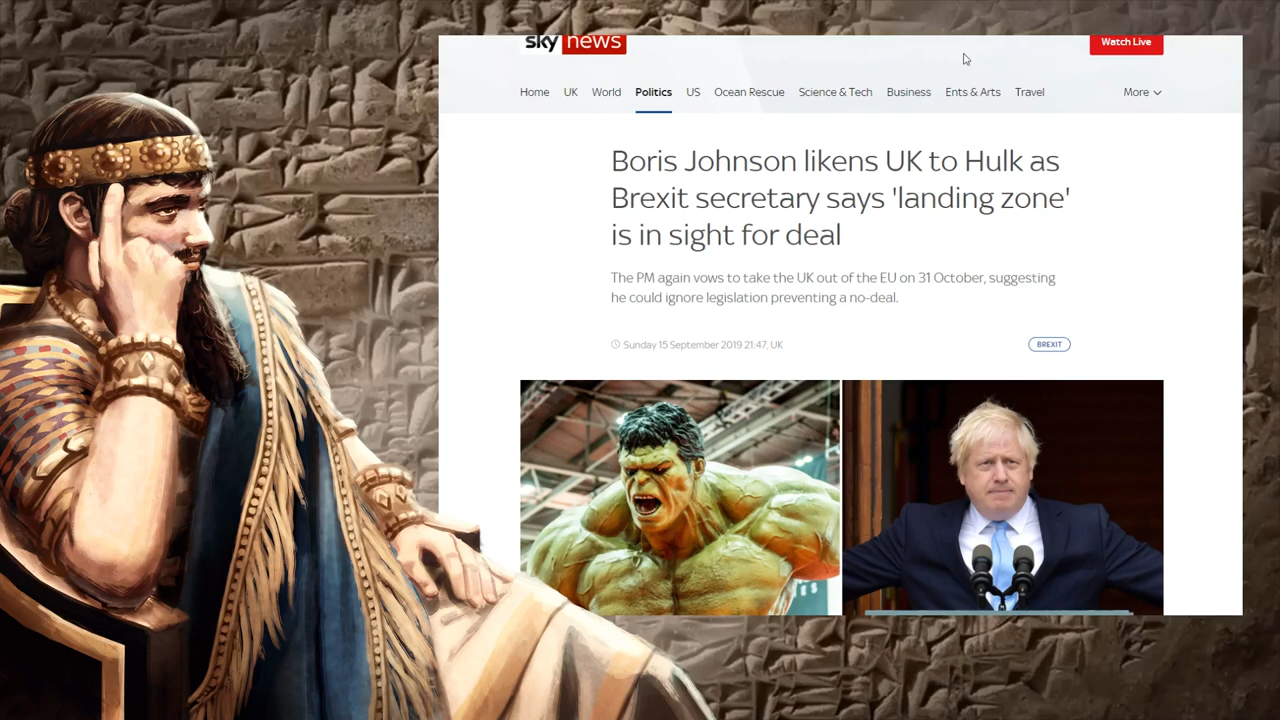 sky news
Watch Live
Home UK World Politics US Ocean Rescue Science & Tech Business Ents & Arts Travel More
Boris Johnson likens UK to Hulk as
Brexit secretary says 'landing zone'
is in sight for deal
The PM again vows to take the UK out of the EU on 31 October, suggesting
he could ignore legislation preventing a no-deal.
Sunday 15 September 2019 21:47, UK
BREXIT